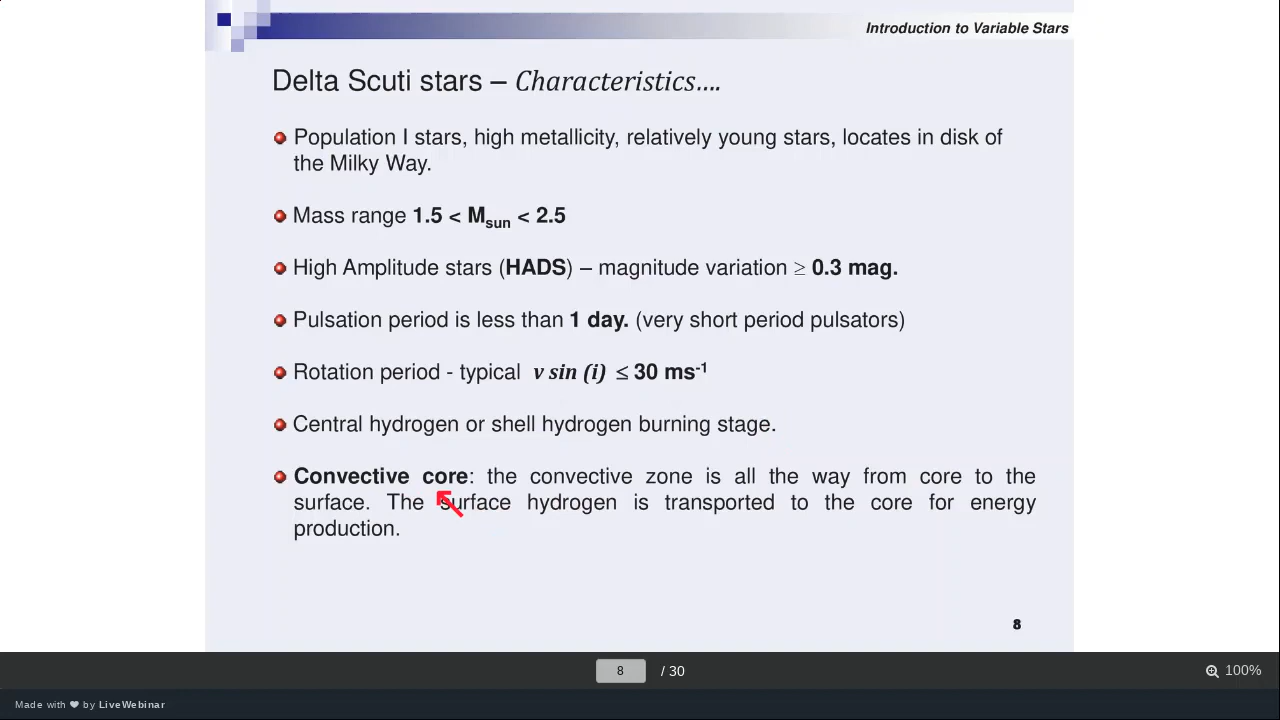 Introduction to Variable Stars
Delta Scuti stars – Characteristics....
Population I stars, high metallicity, relatively young stars, locates in disk of
the Milky Way.
Mass range 1.5 < Msun < 2.5
High Amplitude stars (HADS) – magnitude variation ≥ 0.3 mag.
Pulsation period is less than 1 day. (very short period pulsators)
Rotation period - typical v sin (i) ≤ 30 ms-1
Central hydrogen or shell hydrogen burning stage.
Convective core: the convective zone is all the way from core to the
surface. The surface hydrogen is transported to the core for energy
production.
8
8 / 30
100%
Made with ❤ by LiveWebinar